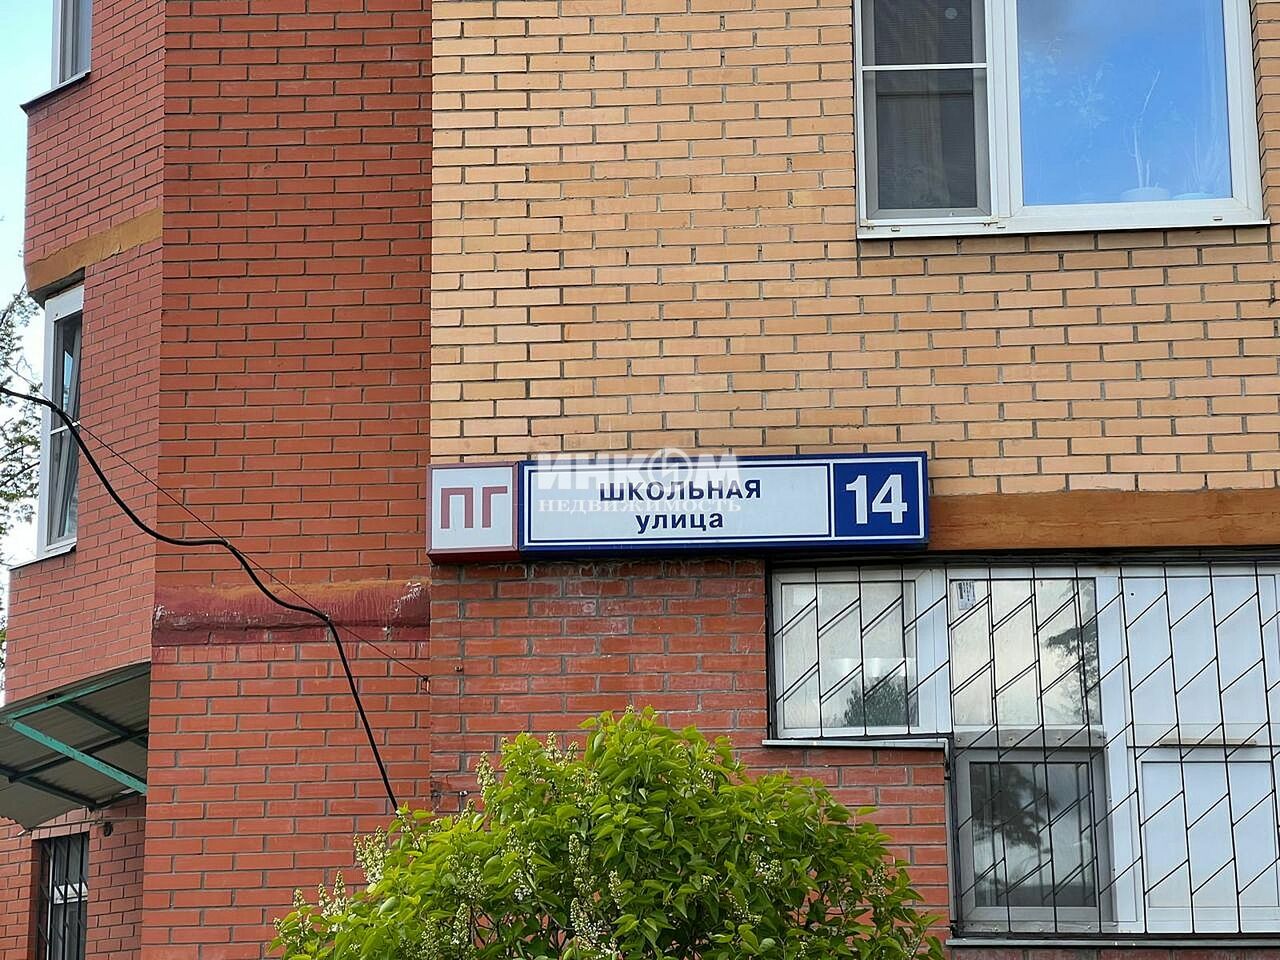 ПГ
ШКОЛЬНАЯ
улица
14
ИНКОМ
НЕДВИЖИМОСТЬ